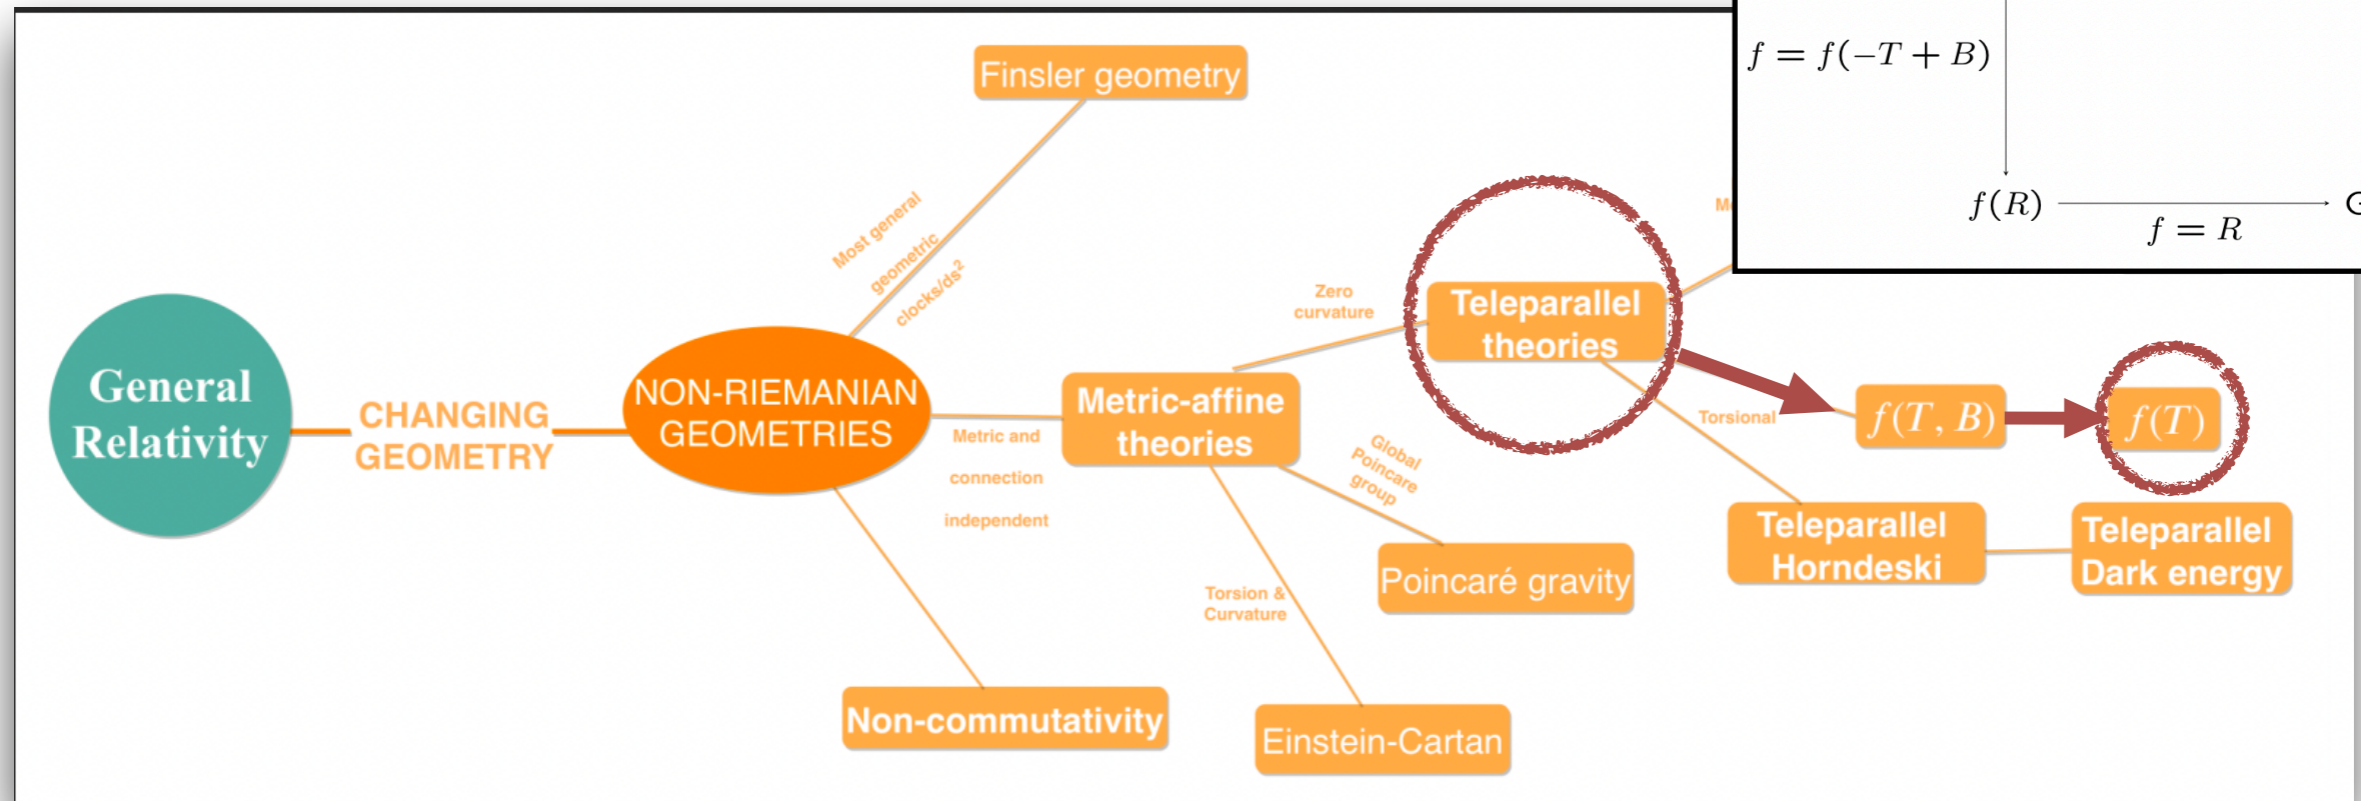 f = f(−T + B)
f(R)
f = R
Finsler geometry
Most general
geometric
clocks/ds²
General
Relativity
CHANGING
GEOMETRY
NON-RIEMANIAN
GEOMETRIES
Metric and
connection
independent
Metric-affine
theories
Zero
curvature
Teleparallel
theories
Torsional
f(T, B)
f(T)
Global
Poincare
group
Poincaré gravity
Teleparallel
Horndeski
Teleparallel
Dark energy
Torsion &
Curvature
Non-commutativity
Einstein-Cartan